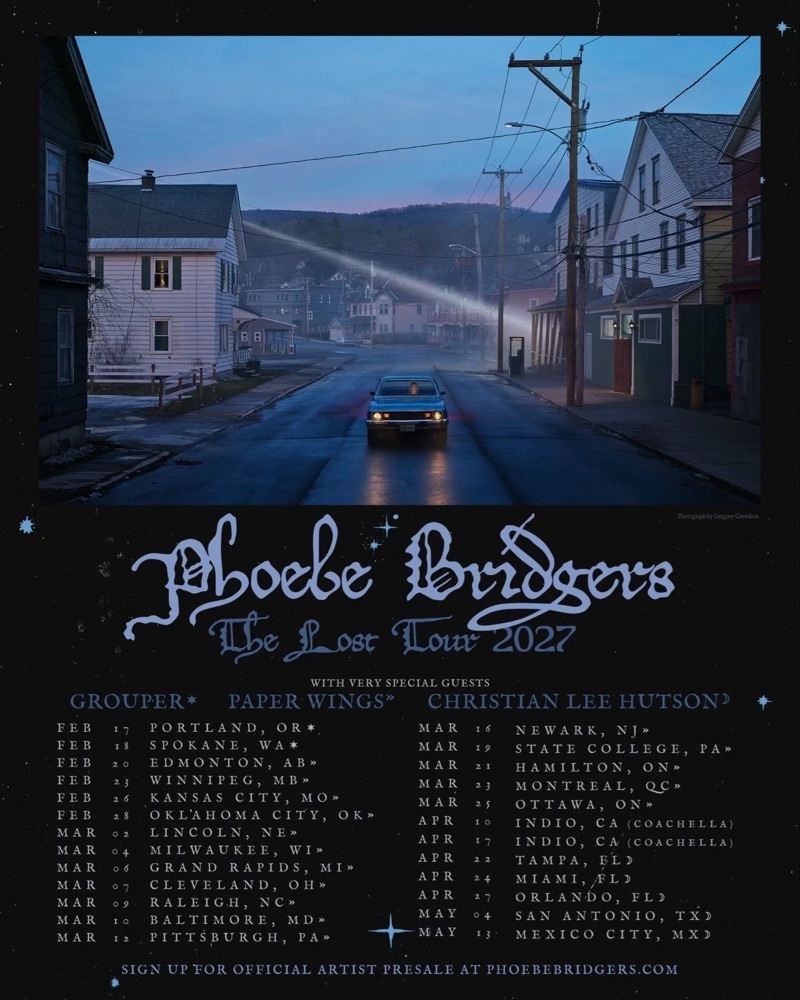 Photograph by Gregory Crewdson
Phoebe Bridgers
The Lost Tour 2027
WITH VERY SPECIAL GUESTS
GROUPER✶ PAPER WINGS» CHRISTIAN LEE HUTSON☽
FEB 17 PORTLAND, OR✶
FEB 18 SPOKANE, WA✶
FEB 20 EDMONTON, AB»
FEB 23 WINNIPEG, MB»
FEB 26 KANSAS CITY, MO»
FEB 28 OKLAHOMA CITY, OK»
MAR 02 LINCOLN, NE»
MAR 04 MILWAUKEE, WI»
MAR 06 GRAND RAPIDS, MI»
MAR 07 CLEVELAND, OH»
MAR 09 RALEIGH, NC»
MAR 10 BALTIMORE, MD»
MAR 12 PITTSBURGH, PA»
MAR 16 NEWARK, NJ»
MAR 19 STATE COLLEGE, PA»
MAR 21 HAMILTON, ON»
MAR 23 MONTREAL, QC»
MAR 25 OTTAWA, ON»
APR 10 INDIO, CA (COACHELLA)
APR 17 INDIO, CA (COACHELLA)
APR 22 TAMPA, FL☽
APR 24 MIAMI, FL☽
APR 27 ORLANDO, FL☽
MAY 04 SAN ANTONIO, TX☽
MAY 13 MEXICO CITY, MX☽
SIGN UP FOR OFFICIAL ARTIST PRESALE AT PHOEBEBRIDGERS.COM